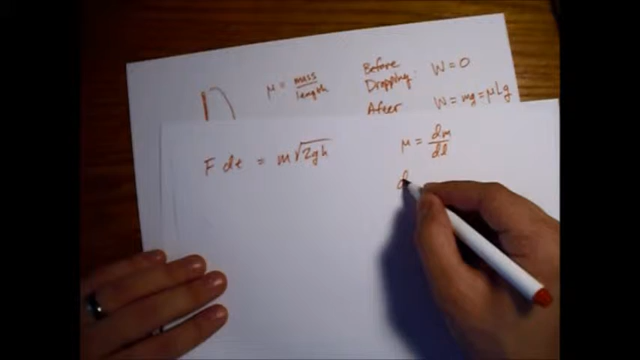 μ = mass/length
Before Dropping: W = 0
After W = mg = μLg
F dt = m√2gh
μ = dm/dl
d